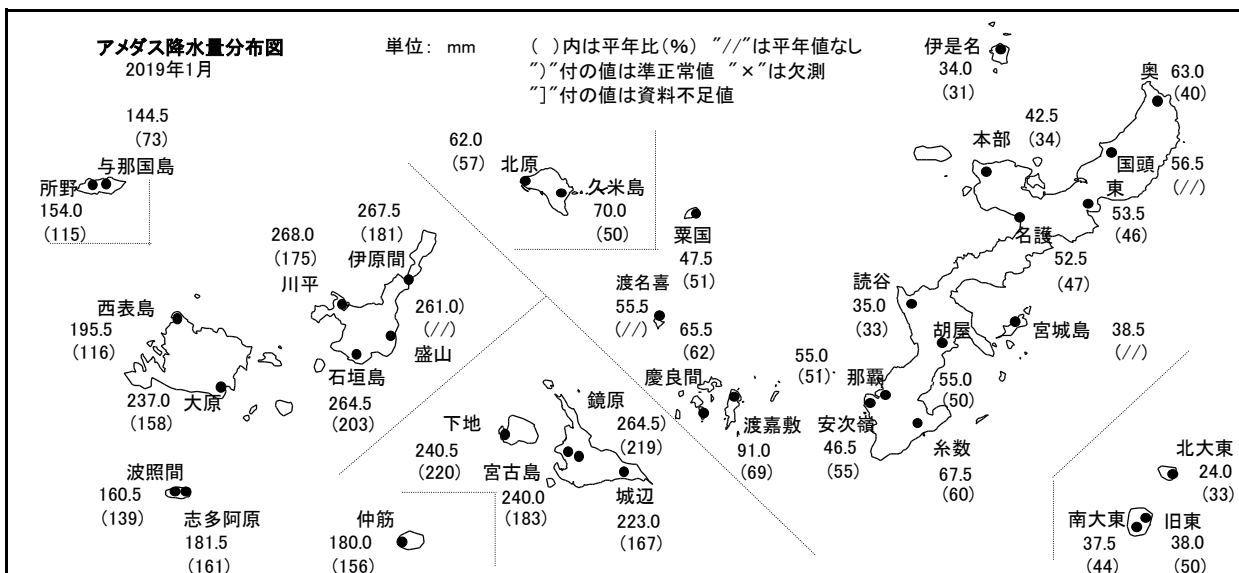 アメダス降水量分布図
2019年1月
単位: mm
( )内は平年比(%) "//"は平年値なし
")"付の値は準正常値 "×"は欠測
"]"付の値は資料不足値
144.5
(73)
与那国島
所野
154.0
(115)
267.5
(181)
伊原間
268.0
(175)
川平
261.0)
(//)
盛山
石垣島
264.5
(203)
西表島
195.5
(116)
237.0
(158)
大原
波照間
160.5
(139)
志多阿原
181.5
(161)
仲筋
180.0
(156)
下地
240.5
(220)
鏡原
264.5)
(219)
宮古島
240.0
(183)
城辺
223.0
(167)
62.0
(57)
北原
久米島
70.0
(50)
粟国
47.5
(51)
渡名喜
55.5
(//)
65.5
(62)
慶良間
渡嘉敷
91.0
(69)
伊是名
34.0
(31)
奥
63.0
(40)
42.5
(34)
本部
国頭
56.5
(//)
東
53.5
(46)
名護
52.5
(47)
読谷
35.0
(33)
宮城島
38.5
(//)
胡屋
55.0
(50)
55.0
(51)
那覇
安次嶺
46.5
(55)
糸数
67.5
(60)
北大東
24.0
(33)
南大東
37.5
(44)
旧東
38.0
(50)